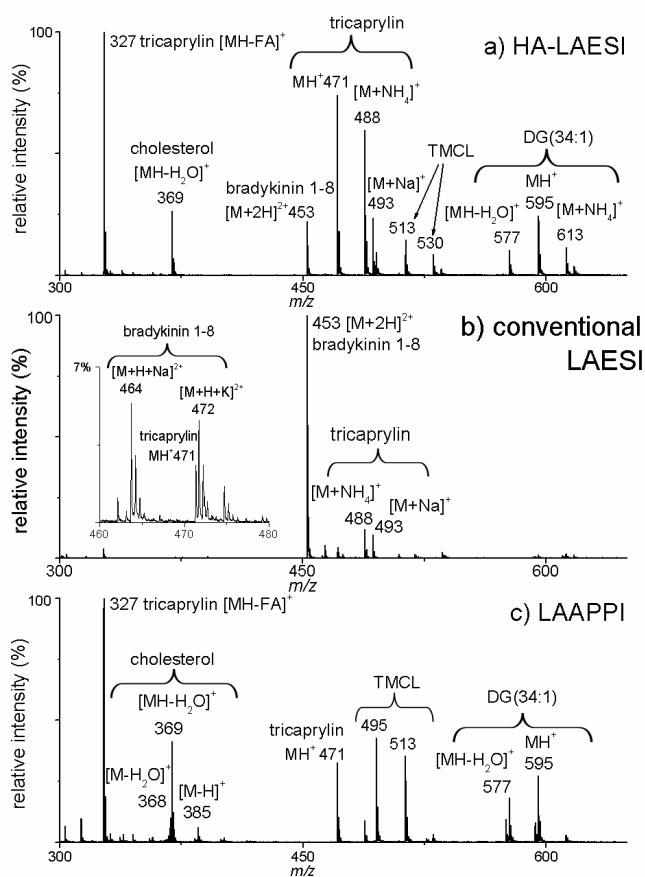 a) HA-LAESI
relative intensity (%)
100
327 tricaprylin [MH-FA]⁺
tricaprylin
MH⁺471
[M+NH₄]⁺
488
cholesterol
[MH-H₂O]⁺
369
bradykinin 1-8
[M+2H]²⁺453
[M+Na]⁺
493
TMCL
513
530
DG(34:1)
MH⁺
595
[MH-H₂O]⁺
577
[M+NH₄]⁺
613
300
450
600
m/z
b) conventional
LAESI
relative intensity (%)
100
453 [M+2H]²⁺
bradykinin 1-8
bradykinin 1-8
7%
[M+H+Na]²⁺
464
[M+H+K]²⁺
472
tricaprylin
MH⁺471
460
470
480
tricaprylin
[M+NH₄]⁺
488
[M+Na]⁺
493
300
450
600
m/z
c) LAAPPI
relative intensity (%)
100
327 tricaprylin [MH-FA]⁺
cholesterol
[MH-H₂O]⁺
369
[M-H₂O]⁺
368
[M-H]⁺
385
tricaprylin
MH⁺ 471
TMCL
495
513
DG(34:1)
MH⁺
595
[MH-H₂O]⁺
577
300
450
600
m/z